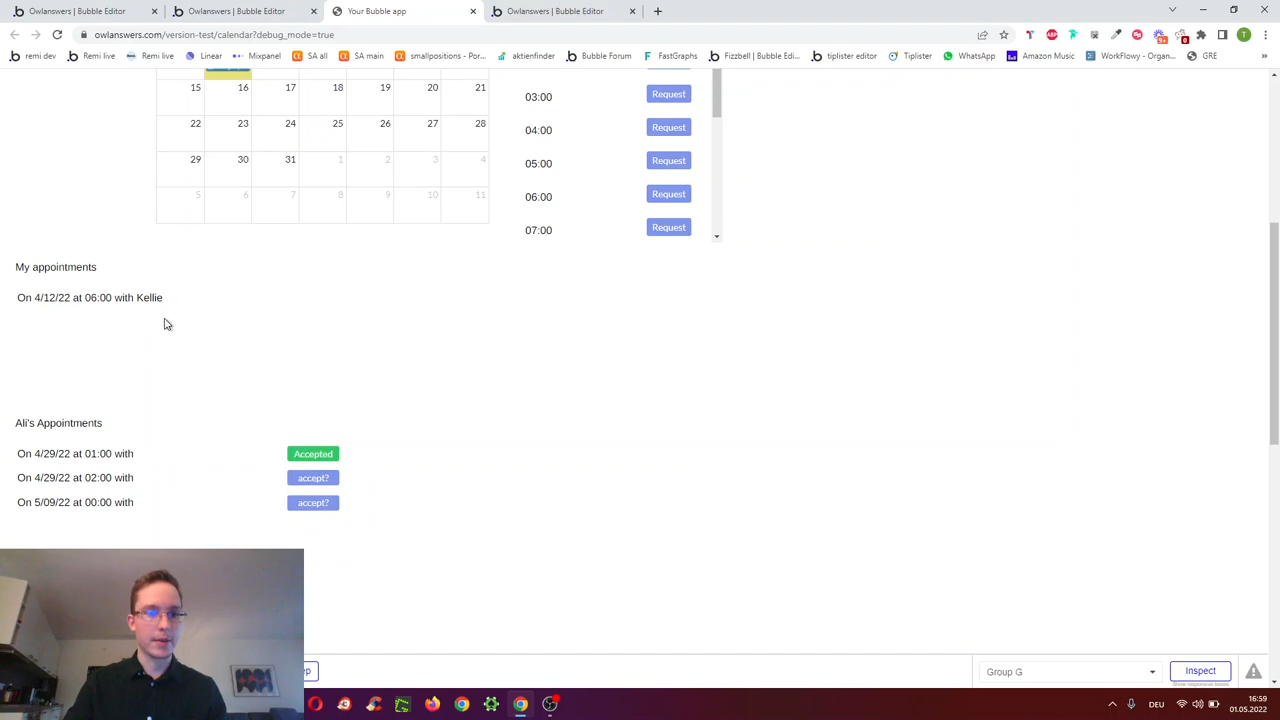 Owlanswers | Bubble Editor
Owlanswers | Bubble Editor
Your Bubble app
Owlanswers | Bubble Editor
owlanswers.com/version-test/calendar?debug_mode=true
T
remi dev
Remi live
Remi live
Linear
Mixpanel
SA all
SA main
smallpositions - Por...
aktienfinder
Bubble Forum
FastGraphs
Fizzbell | Bubble Edi...
tiplister editor
Tiplister
WhatsApp
Amazon Music
WorkFlowy - Organ...
GRE
15 16 17 18 19 20 21
22 23 24 25 26 27 28
29 30 31 1 2 3 4
5 6 7 8 9 10 11
03:00 Request
04:00 Request
05:00 Request
06:00 Request
07:00 Request
My appointments
On 4/12/22 at 06:00 with Kellie
Ali's Appointments
On 4/29/22 at 01:00 with Accepted
On 4/29/22 at 02:00 with accept?
On 5/09/22 at 00:00 with accept?
Group G
Inspect
DEU
16:59
01.05.2022